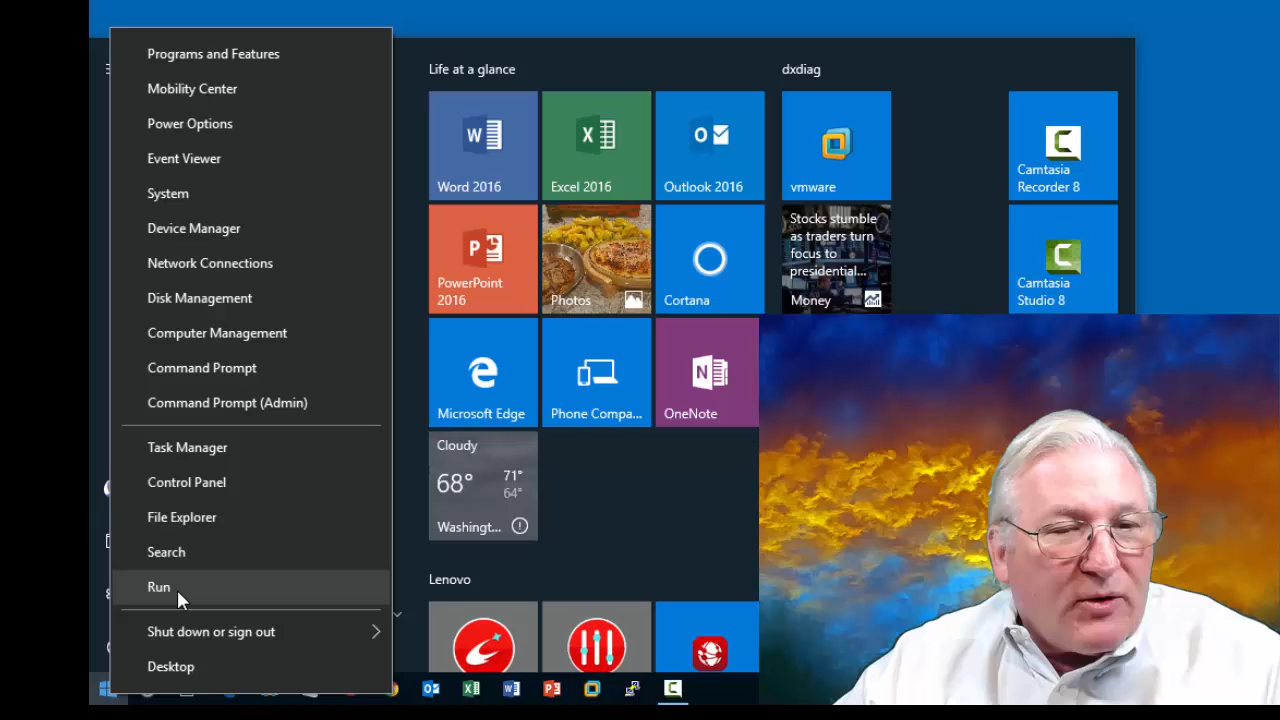 Programs and Features
Mobility Center
Power Options
Event Viewer
System
Device Manager
Network Connections
Disk Management
Computer Management
Command Prompt
Command Prompt (Admin)
Task Manager
Control Panel
File Explorer
Search
Run
Shut down or sign out
Desktop
Life at a glance
W
Word 2016
X
Excel 2016
O
Outlook 2016
P
PowerPoint
2016
Photos
Cortana
Microsoft Edge
Phone Compa...
N
OneNote
Cloudy
68°
71°
64°
Washingt...
Lenovo
dxdiag
vmware
Stocks stumble
as traders turn
focus to
presidential...
Money
C
Camtasia
Recorder 8
C
Camtasia
Studio 8